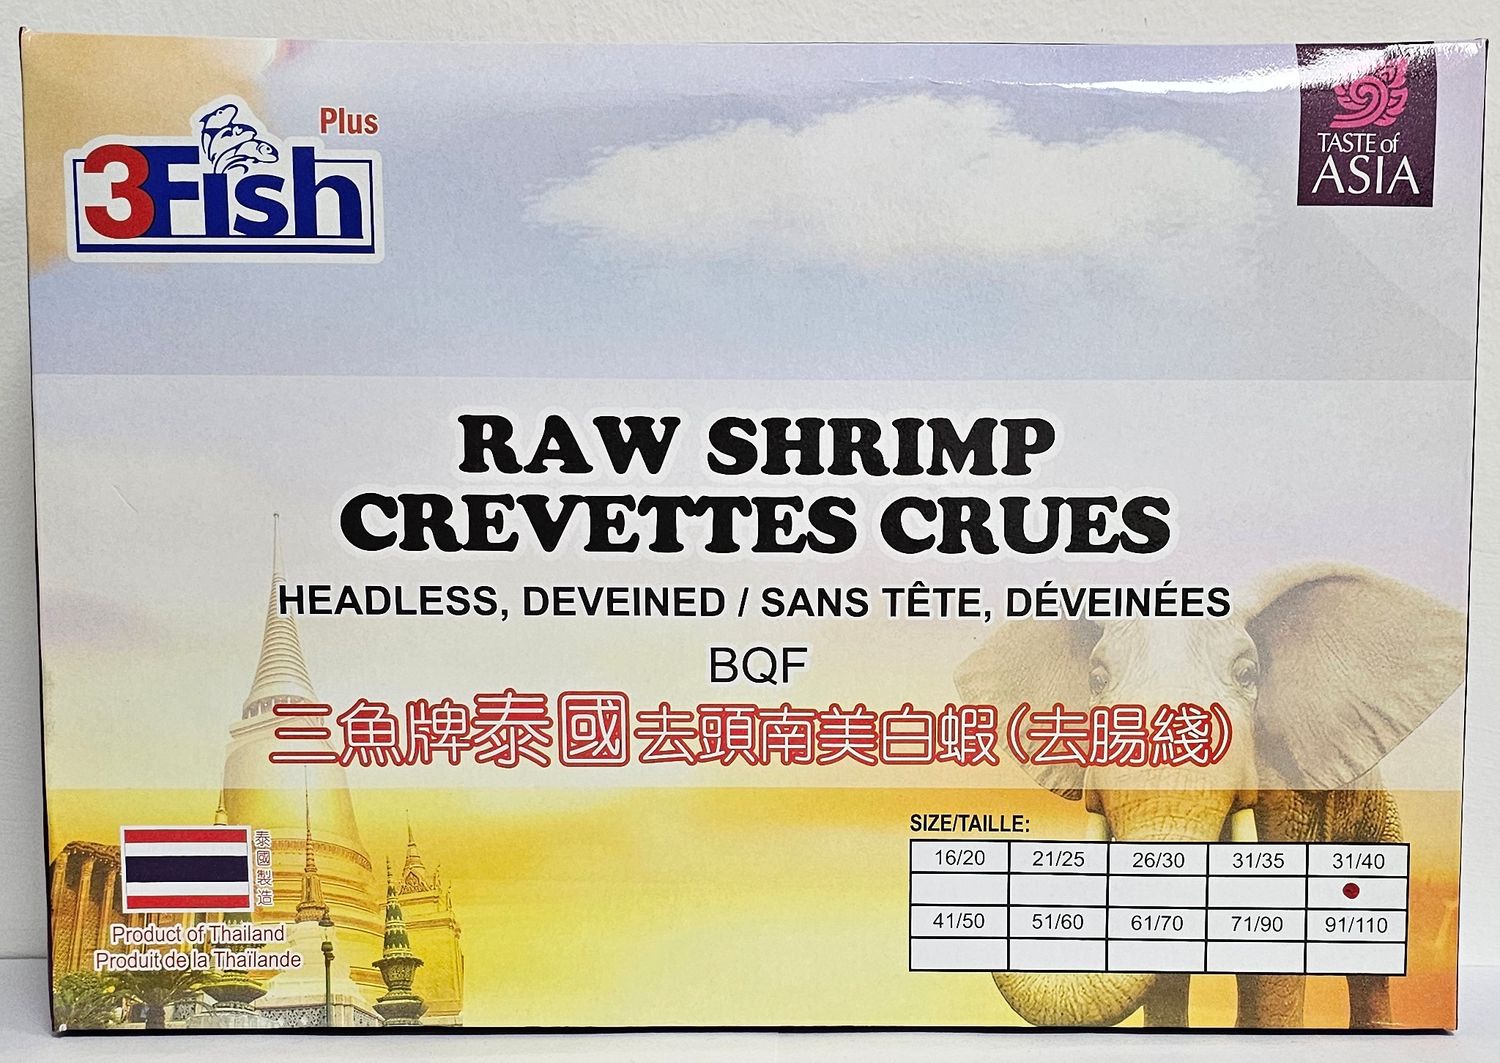 Plus
3Fish
TASTE of
ASIA
RAW SHRIMP
CREVETTES CRUES
HEADLESS, DEVEINED / SANS TÊTE, DÉVEINÉES
BQF
三魚牌泰國去頭南美白蝦(去腸綫)
泰國製造
Product of Thailand
Produit de la Thaïlande
SIZE/TAILLE:
16/20 21/25 26/30 31/35 31/40
41/50 51/60 61/70 71/90 91/110